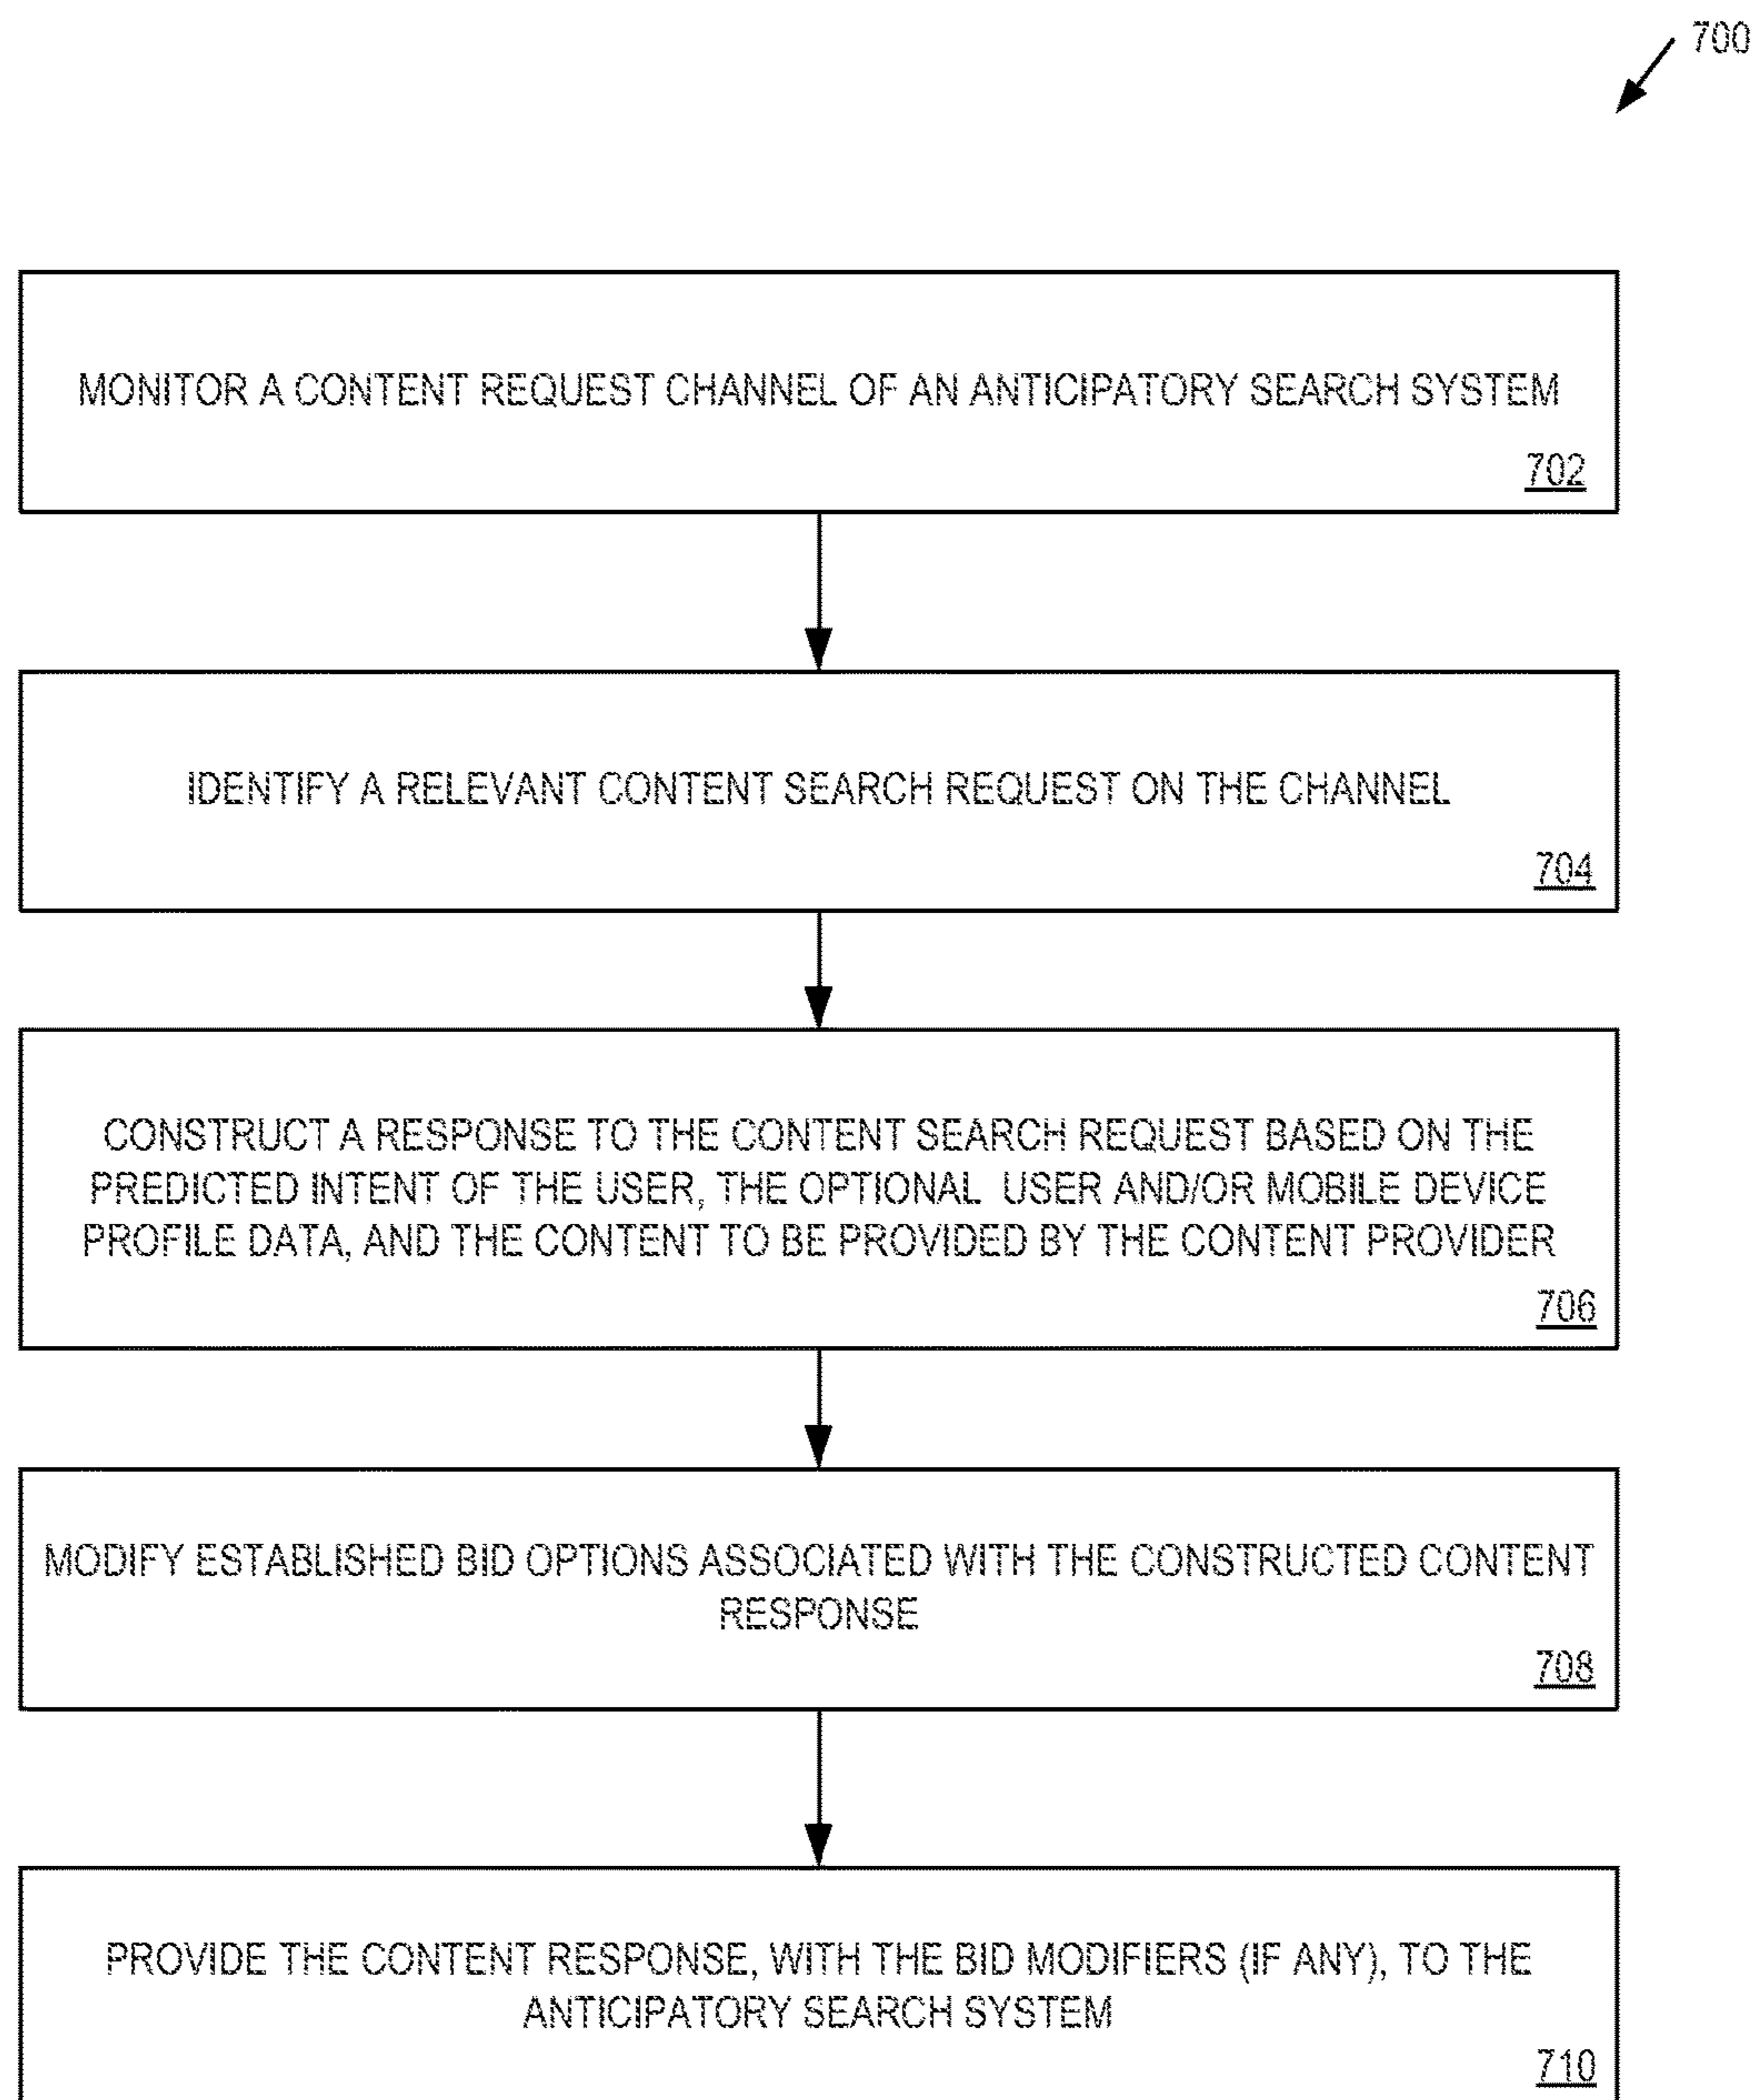 700
MONITOR A CONTENT REQUEST CHANNEL OF AN ANTICIPATORY SEARCH SYSTEM
702
IDENTIFY A RELEVANT CONTENT SEARCH REQUEST ON THE CHANNEL
704
CONSTRUCT A RESPONSE TO THE CONTENT SEARCH REQUEST BASED ON THE
PREDICTED INTENT OF THE USER, THE OPTIONAL USER AND/OR MOBILE DEVICE
PROFILE DATA, AND THE CONTENT TO BE PROVIDED BY THE CONTENT PROVIDER
706
MODIFY ESTABLISHED BID OPTIONS ASSOCIATED WITH THE CONSTRUCTED CONTENT
RESPONSE
708
PROVIDE THE CONTENT RESPONSE, WITH THE BID MODIFIERS (IF ANY), TO THE
ANTICIPATORY SEARCH SYSTEM
710